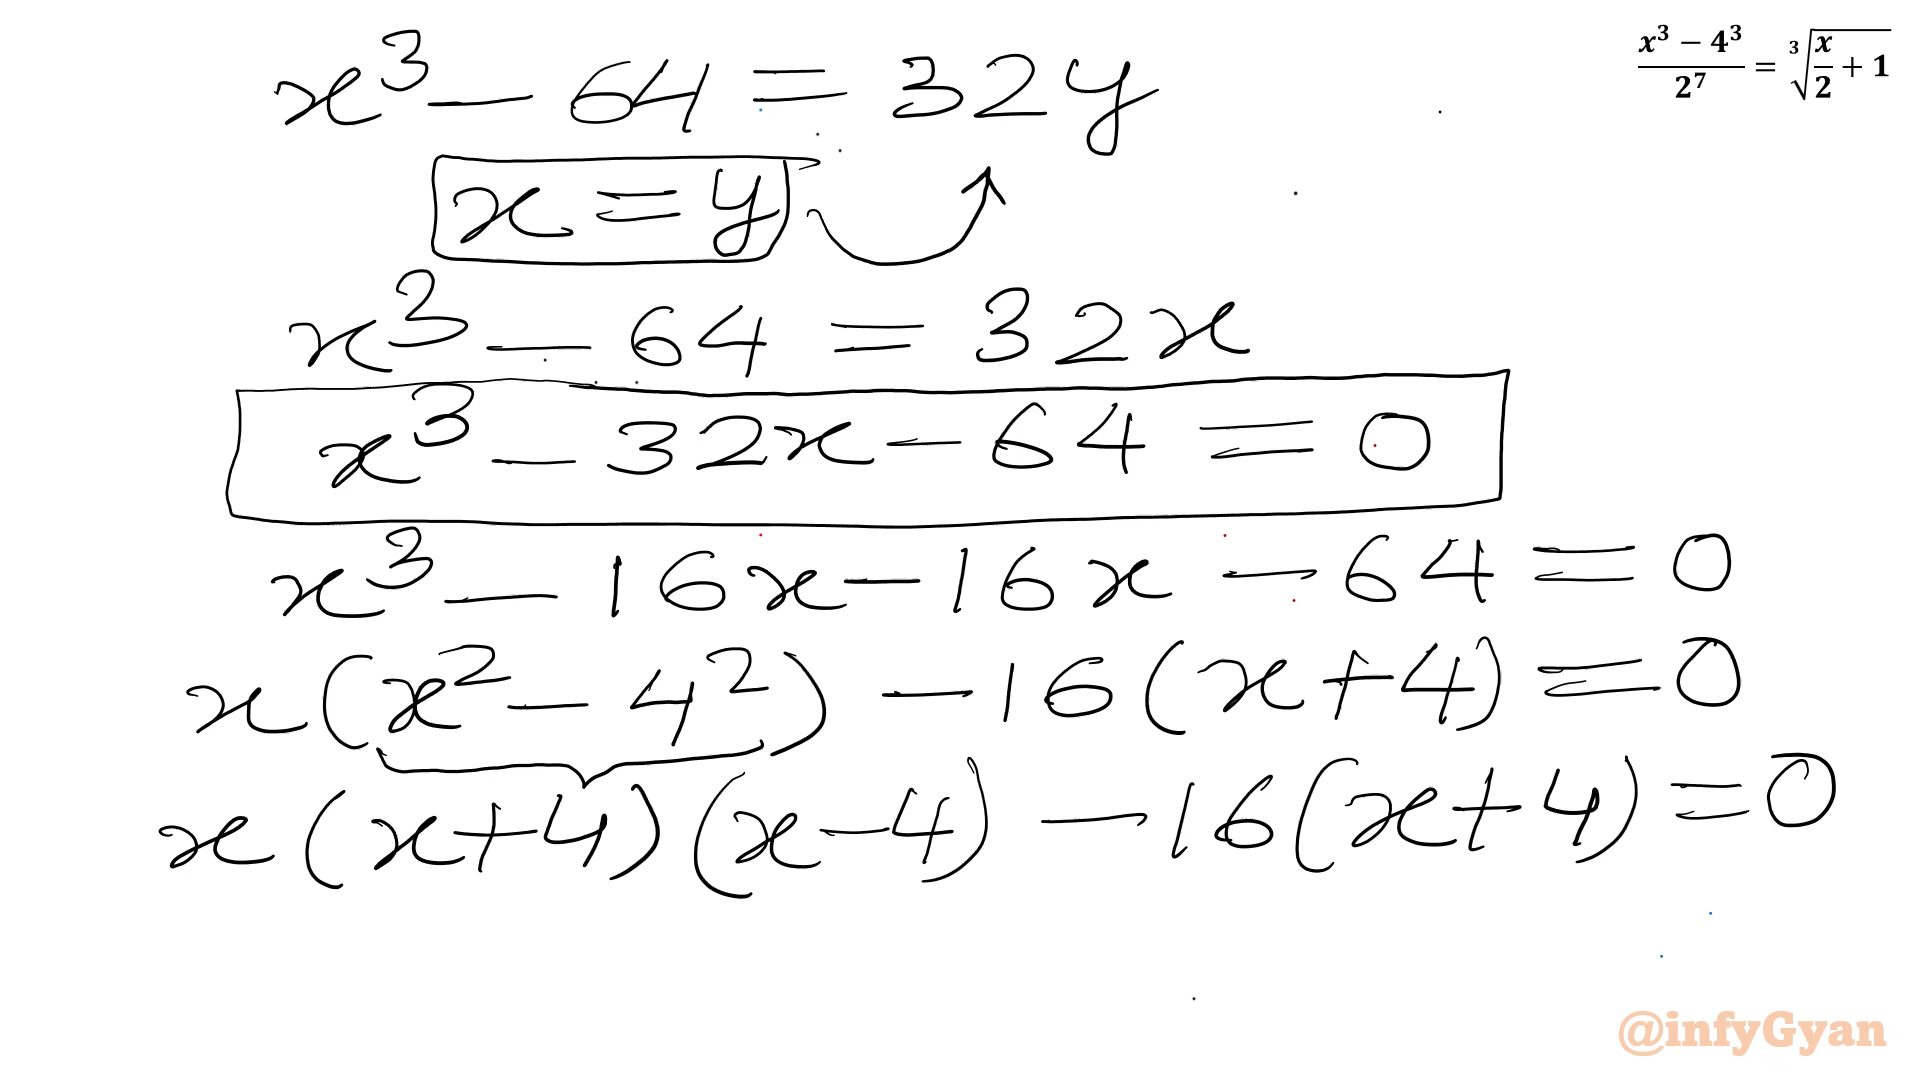 x³ − 64 = 32y
(x³ − 4³)/2⁷ = ∛(x/2 + 1)
x = y
x³ − 64 = 32x
x³ − 32x − 64 = 0
x³ − 16x − 16x − 64 = 0
x(x² − 4²) − 16(x+4) = 0
x(x+4)(x−4) − 16(x+4) = 0
@infyGyan